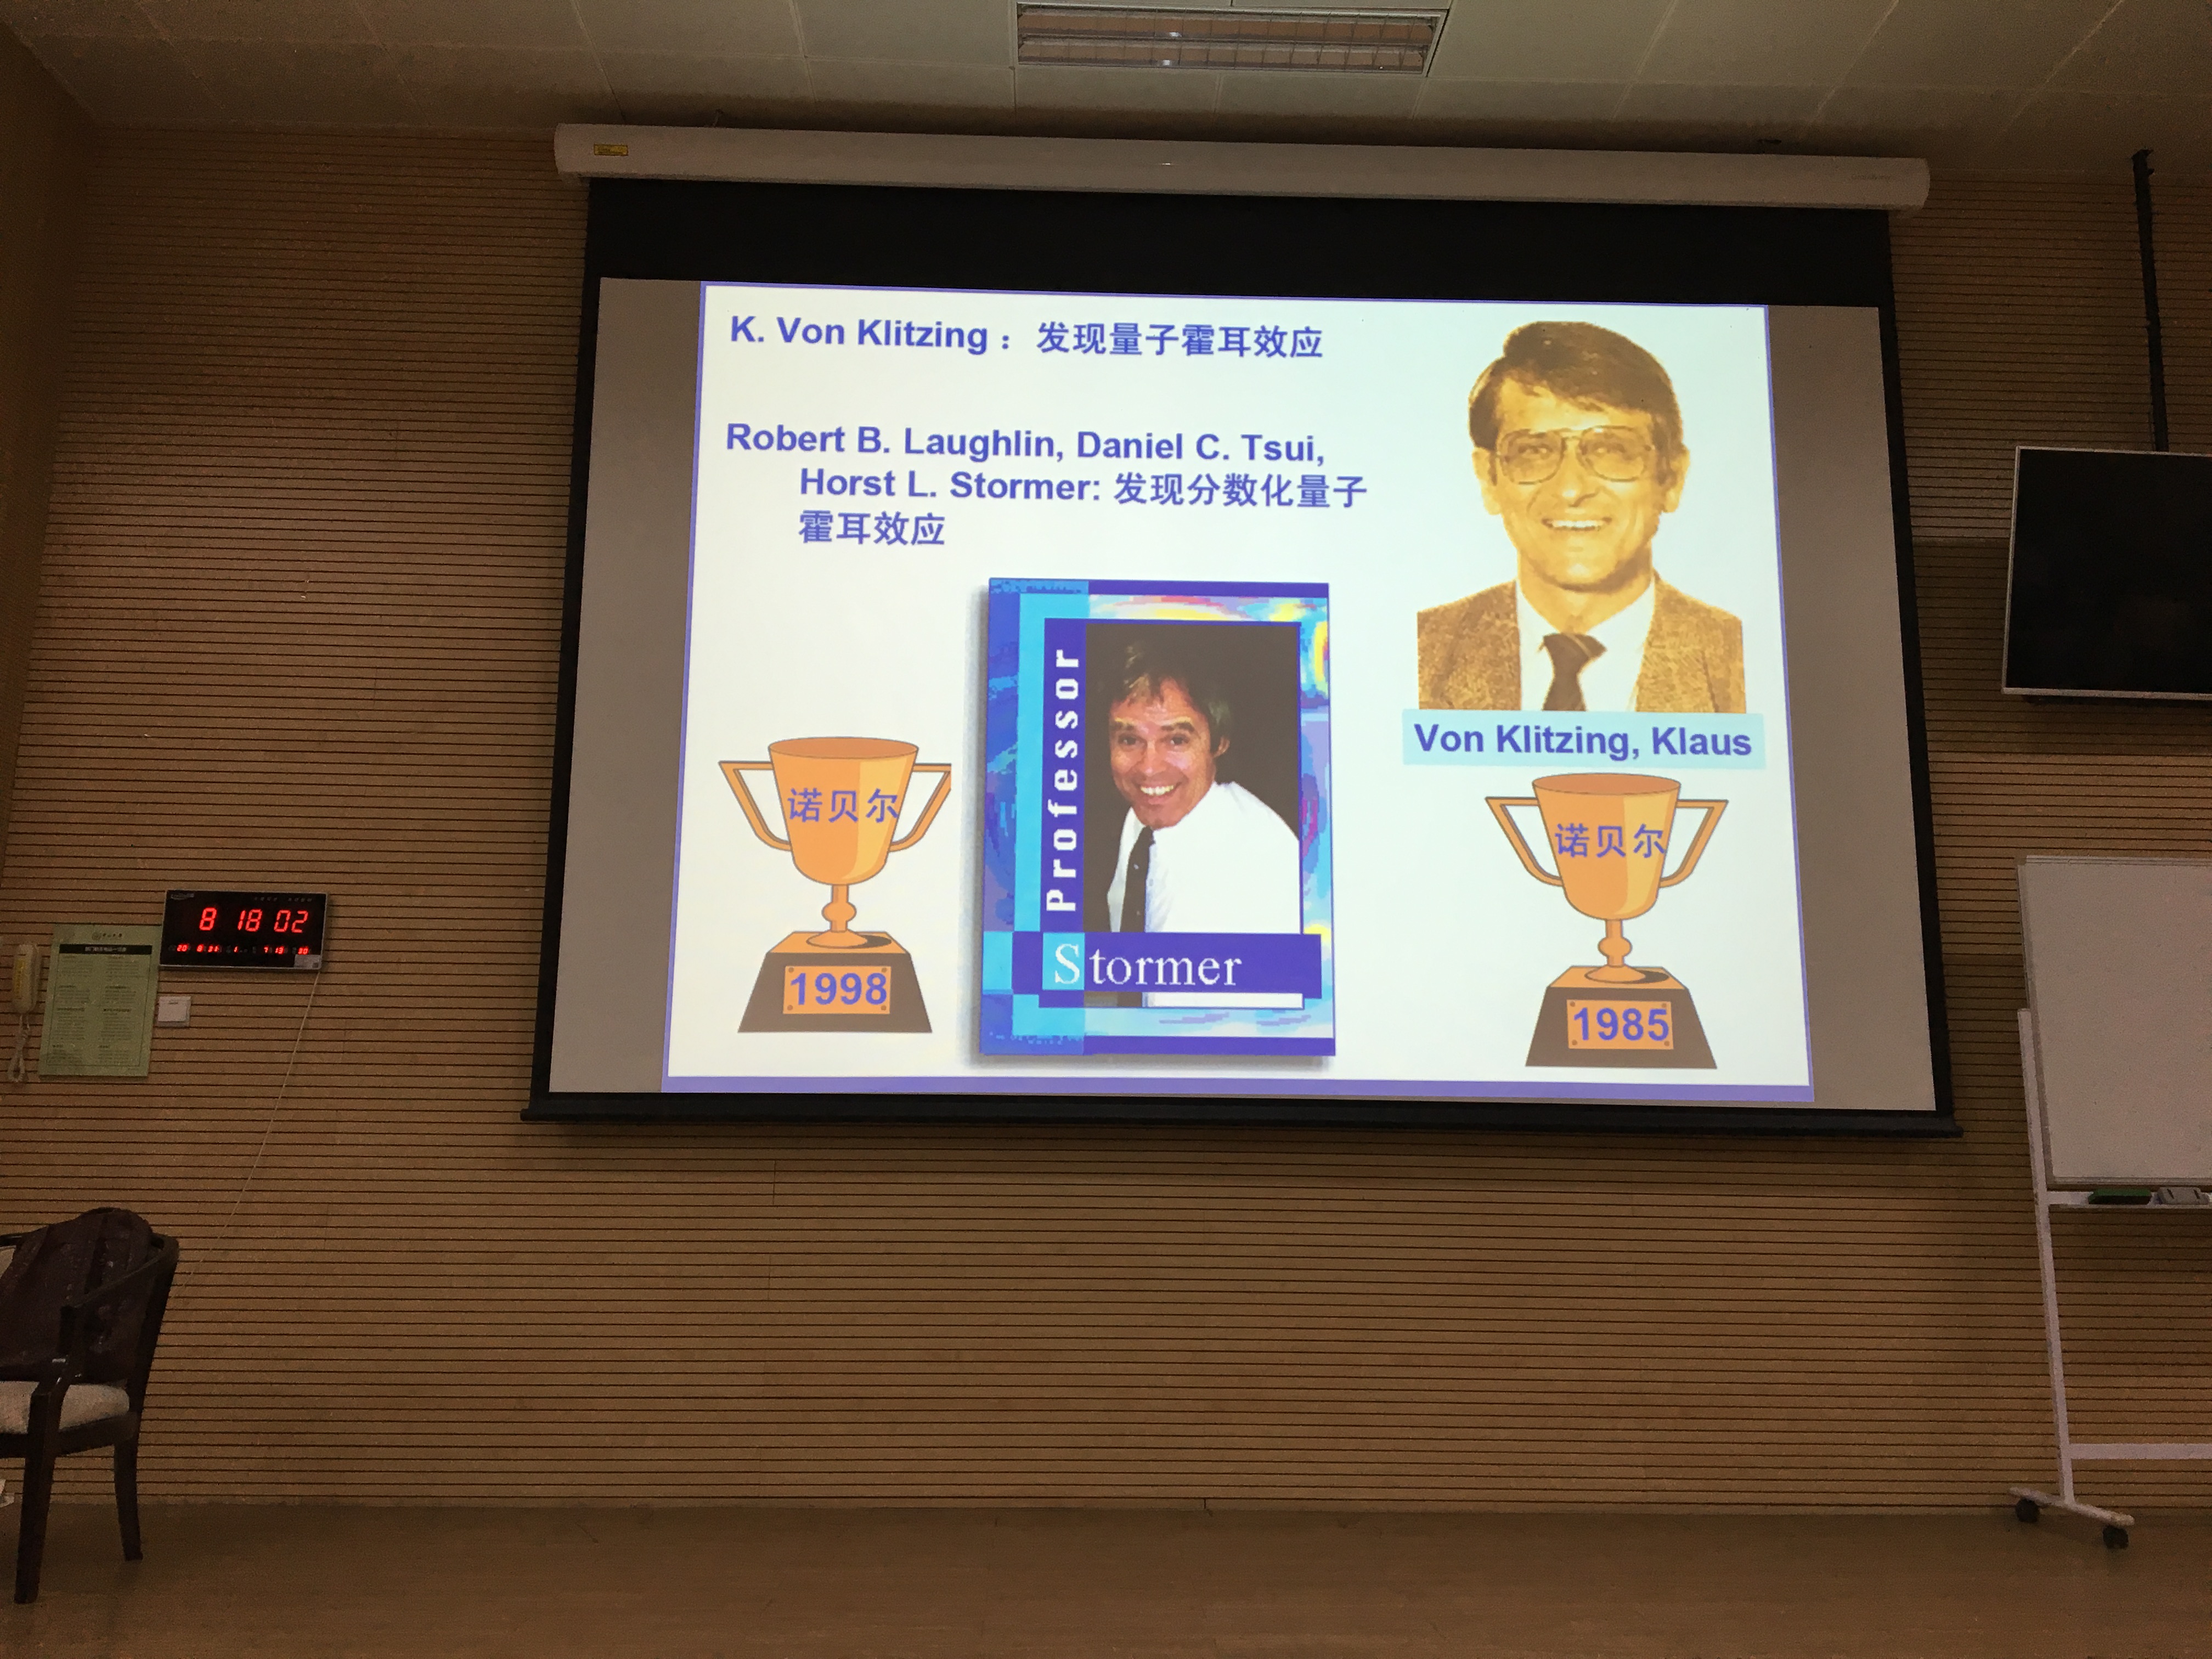 K. Von Klitzing ： 发现量子霍耳效应
Robert B. Laughlin, Daniel C. Tsui,
Horst L. Stormer: 发现分数化量子
霍耳效应
Professor
Stormer
Von Klitzing, Klaus
诺贝尔
1998
诺贝尔
1985
8 18 02